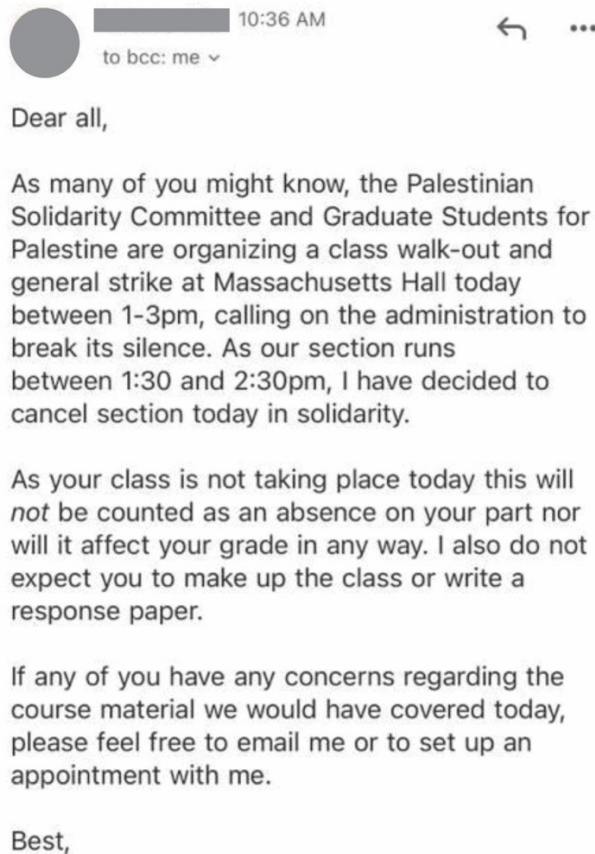 10:36 AM
to bcc: me
Dear all,
As many of you might know, the Palestinian
Solidarity Committee and Graduate Students for
Palestine are organizing a class walk-out and
general strike at Massachusetts Hall today
between 1-3pm, calling on the administration to
break its silence. As our section runs
between 1:30 and 2:30pm, I have decided to
cancel section today in solidarity.
As your class is not taking place today this will
not be counted as an absence on your part nor
will it affect your grade in any way. I also do not
expect you to make up the class or write a
response paper.
If any of you have any concerns regarding the
course material we would have covered today,
please feel free to email me or to set up an
appointment with me.
Best,